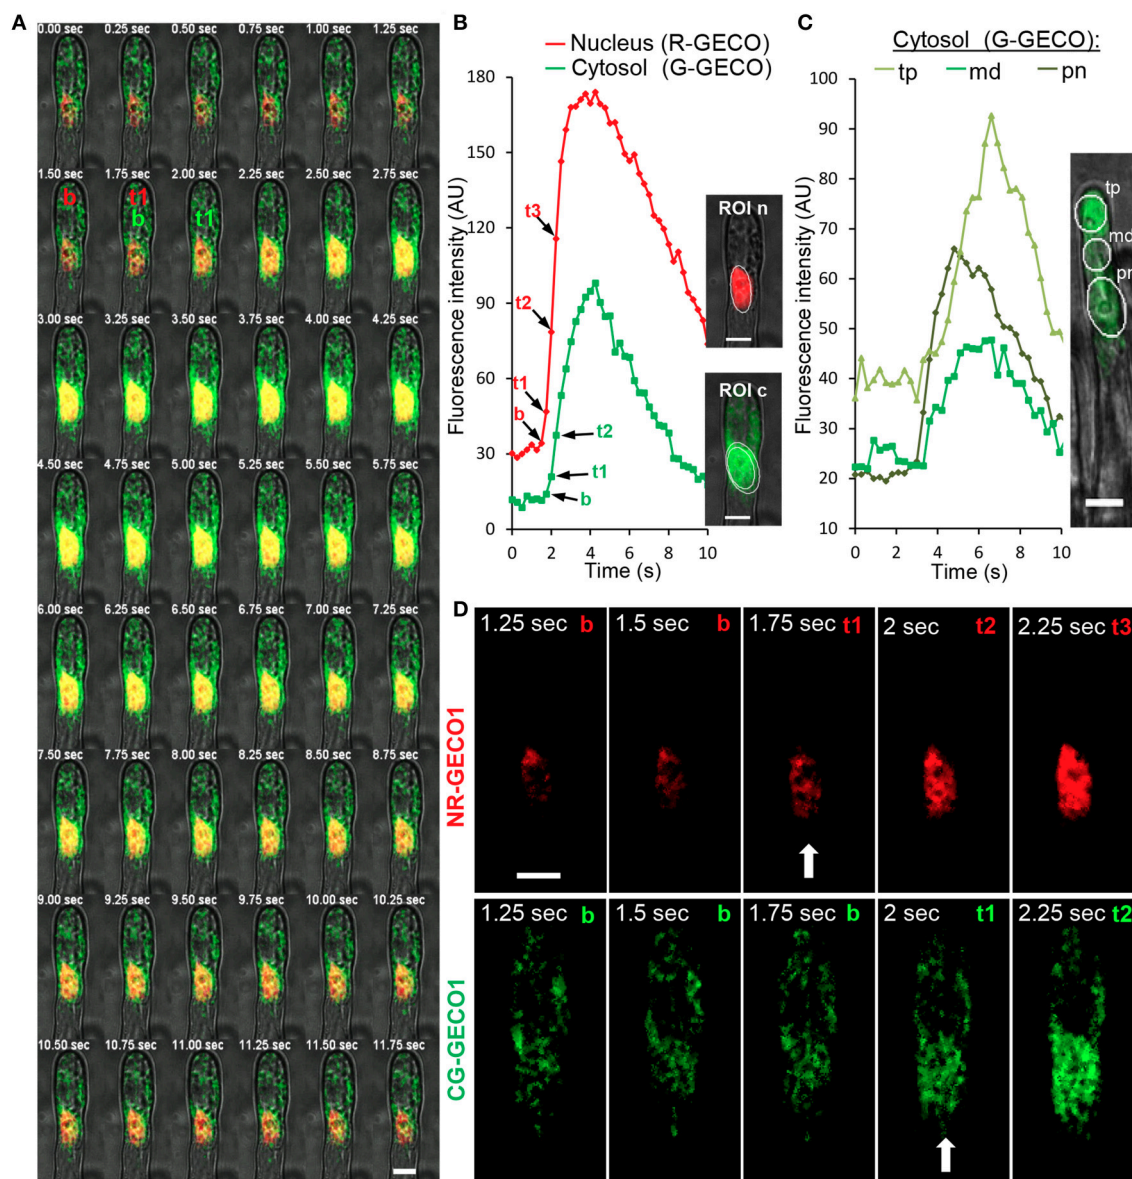 A
0.00 sec 0.25 sec 0.50 sec 0.75 sec 1.00 sec 1.25 sec
1.50 sec 1.75 sec 2.00 sec 2.25 sec 2.50 sec 2.75 sec
b t1
b t1
3.00 sec 3.25 sec 3.50 sec 3.75 sec 4.00 sec 4.25 sec
4.50 sec 4.75 sec 5.00 sec 5.25 sec 5.50 sec 5.75 sec
6.00 sec 6.25 sec 6.50 sec 6.75 sec 7.00 sec 7.25 sec
7.50 sec 7.75 sec 8.00 sec 8.25 sec 8.50 sec 8.75 sec
9.00 sec 9.25 sec 9.50 sec 9.75 sec 10.00 sec 10.25 sec
10.50 sec 10.75 sec 11.00 sec 11.25 sec 11.50 sec 11.75 sec
B
Nucleus (R-GECO)
Cytosol (G-GECO)
Fluorescence intensity (AU)
180
150
120
90
60
30
0
0 2 4 6 8 10
Time (s)
t3
t2
t1
b
t2
t1
b
ROI n
ROI c
C
Cytosol (G-GECO):
tp md pn
Fluorescence intensity (AU)
100
90
80
70
60
50
40
30
20
10
0 2 4 6 8 10
Time (s)
tp
md
pn
D
NR-GECO1
1.25 sec b 1.5 sec b 1.75 sec t1 2 sec t2 2.25 sec t3
CG-GECO1
1.25 sec b 1.5 sec b 1.75 sec b 2 sec t1 2.25 sec t2